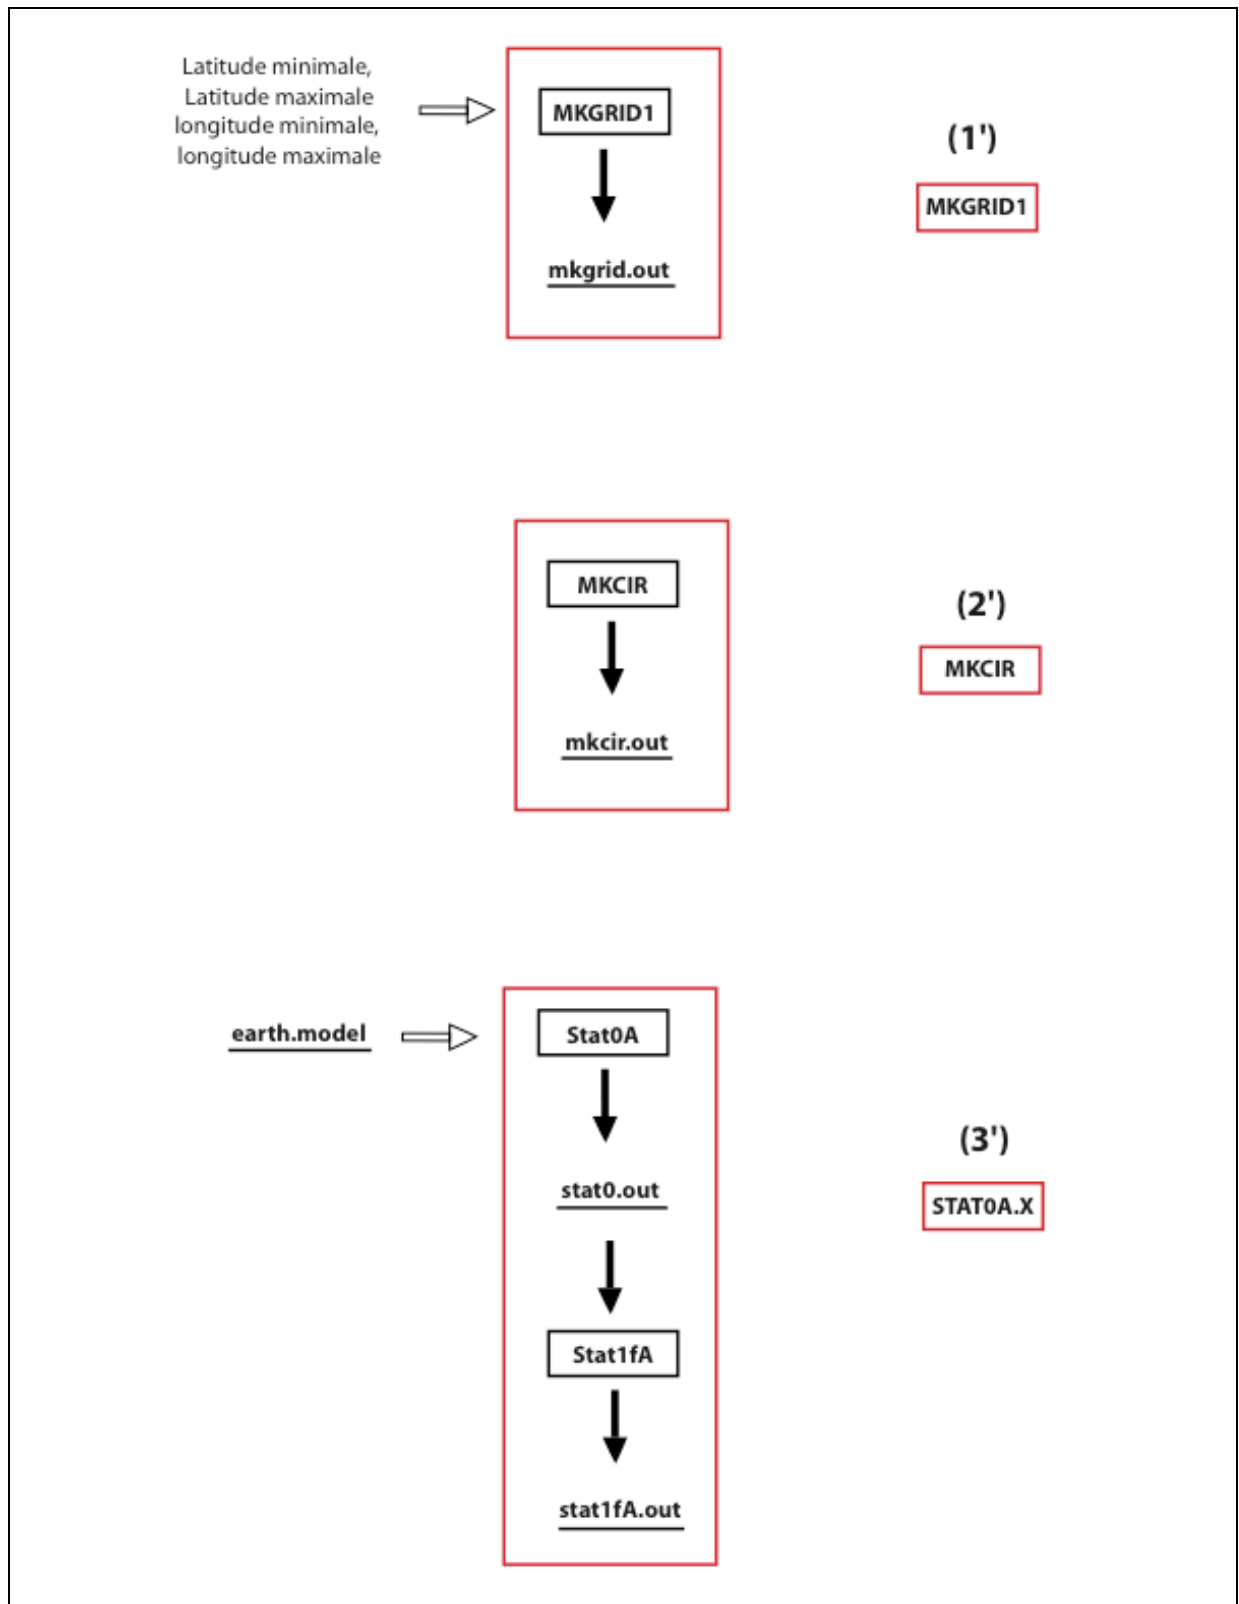 Latitude minimale,
Latitude maximale
longitude minimale,
longitude maximale
MKGRID1
mkgrid.out
(1')
MKGRID1
MKCIR
mkcir.out
(2')
MKCIR
earth.model
Stat0A
stat0.out
Stat1fA
stat1fA.out
(3')
STAT0A.X